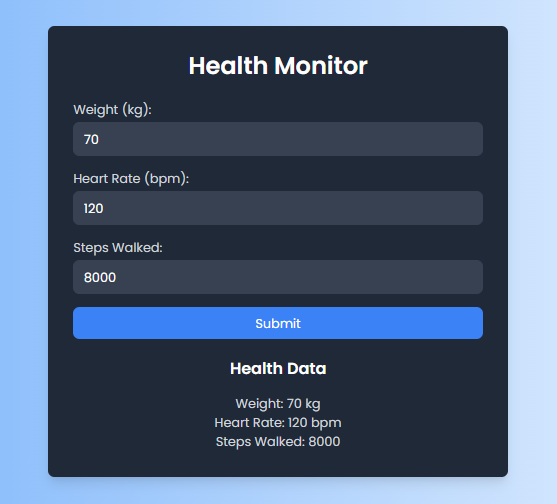 Health Monitor
Weight (kg):
70
Heart Rate (bpm):
120
Steps Walked:
8000
Submit
Health Data
Weight: 70 kg
Heart Rate: 120 bpm
Steps Walked: 8000